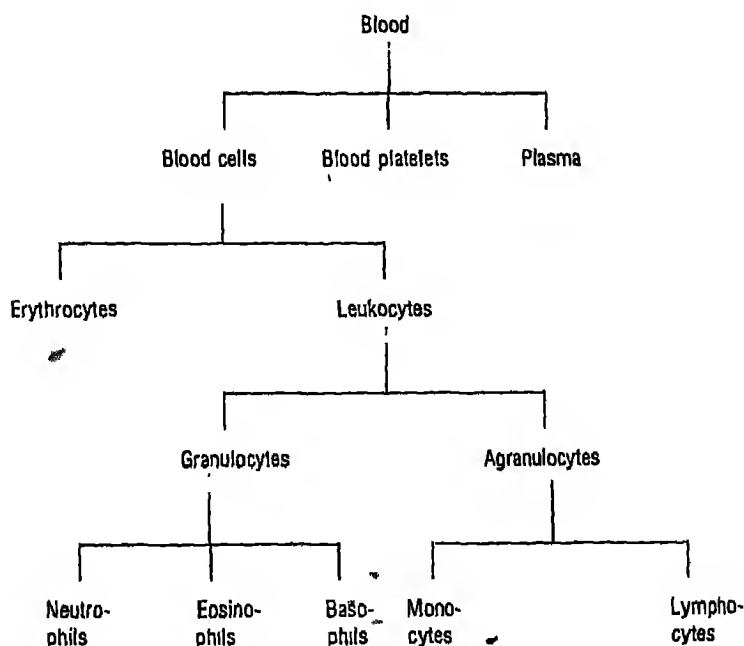 Blood
Blood cells Blood platelets Plasma
Erythrocytes Leukocytes
Granulocytes Agranulocytes
Neutro- Eosino- Baso- Mono- Lympho-
phils phils phils cytes cytes